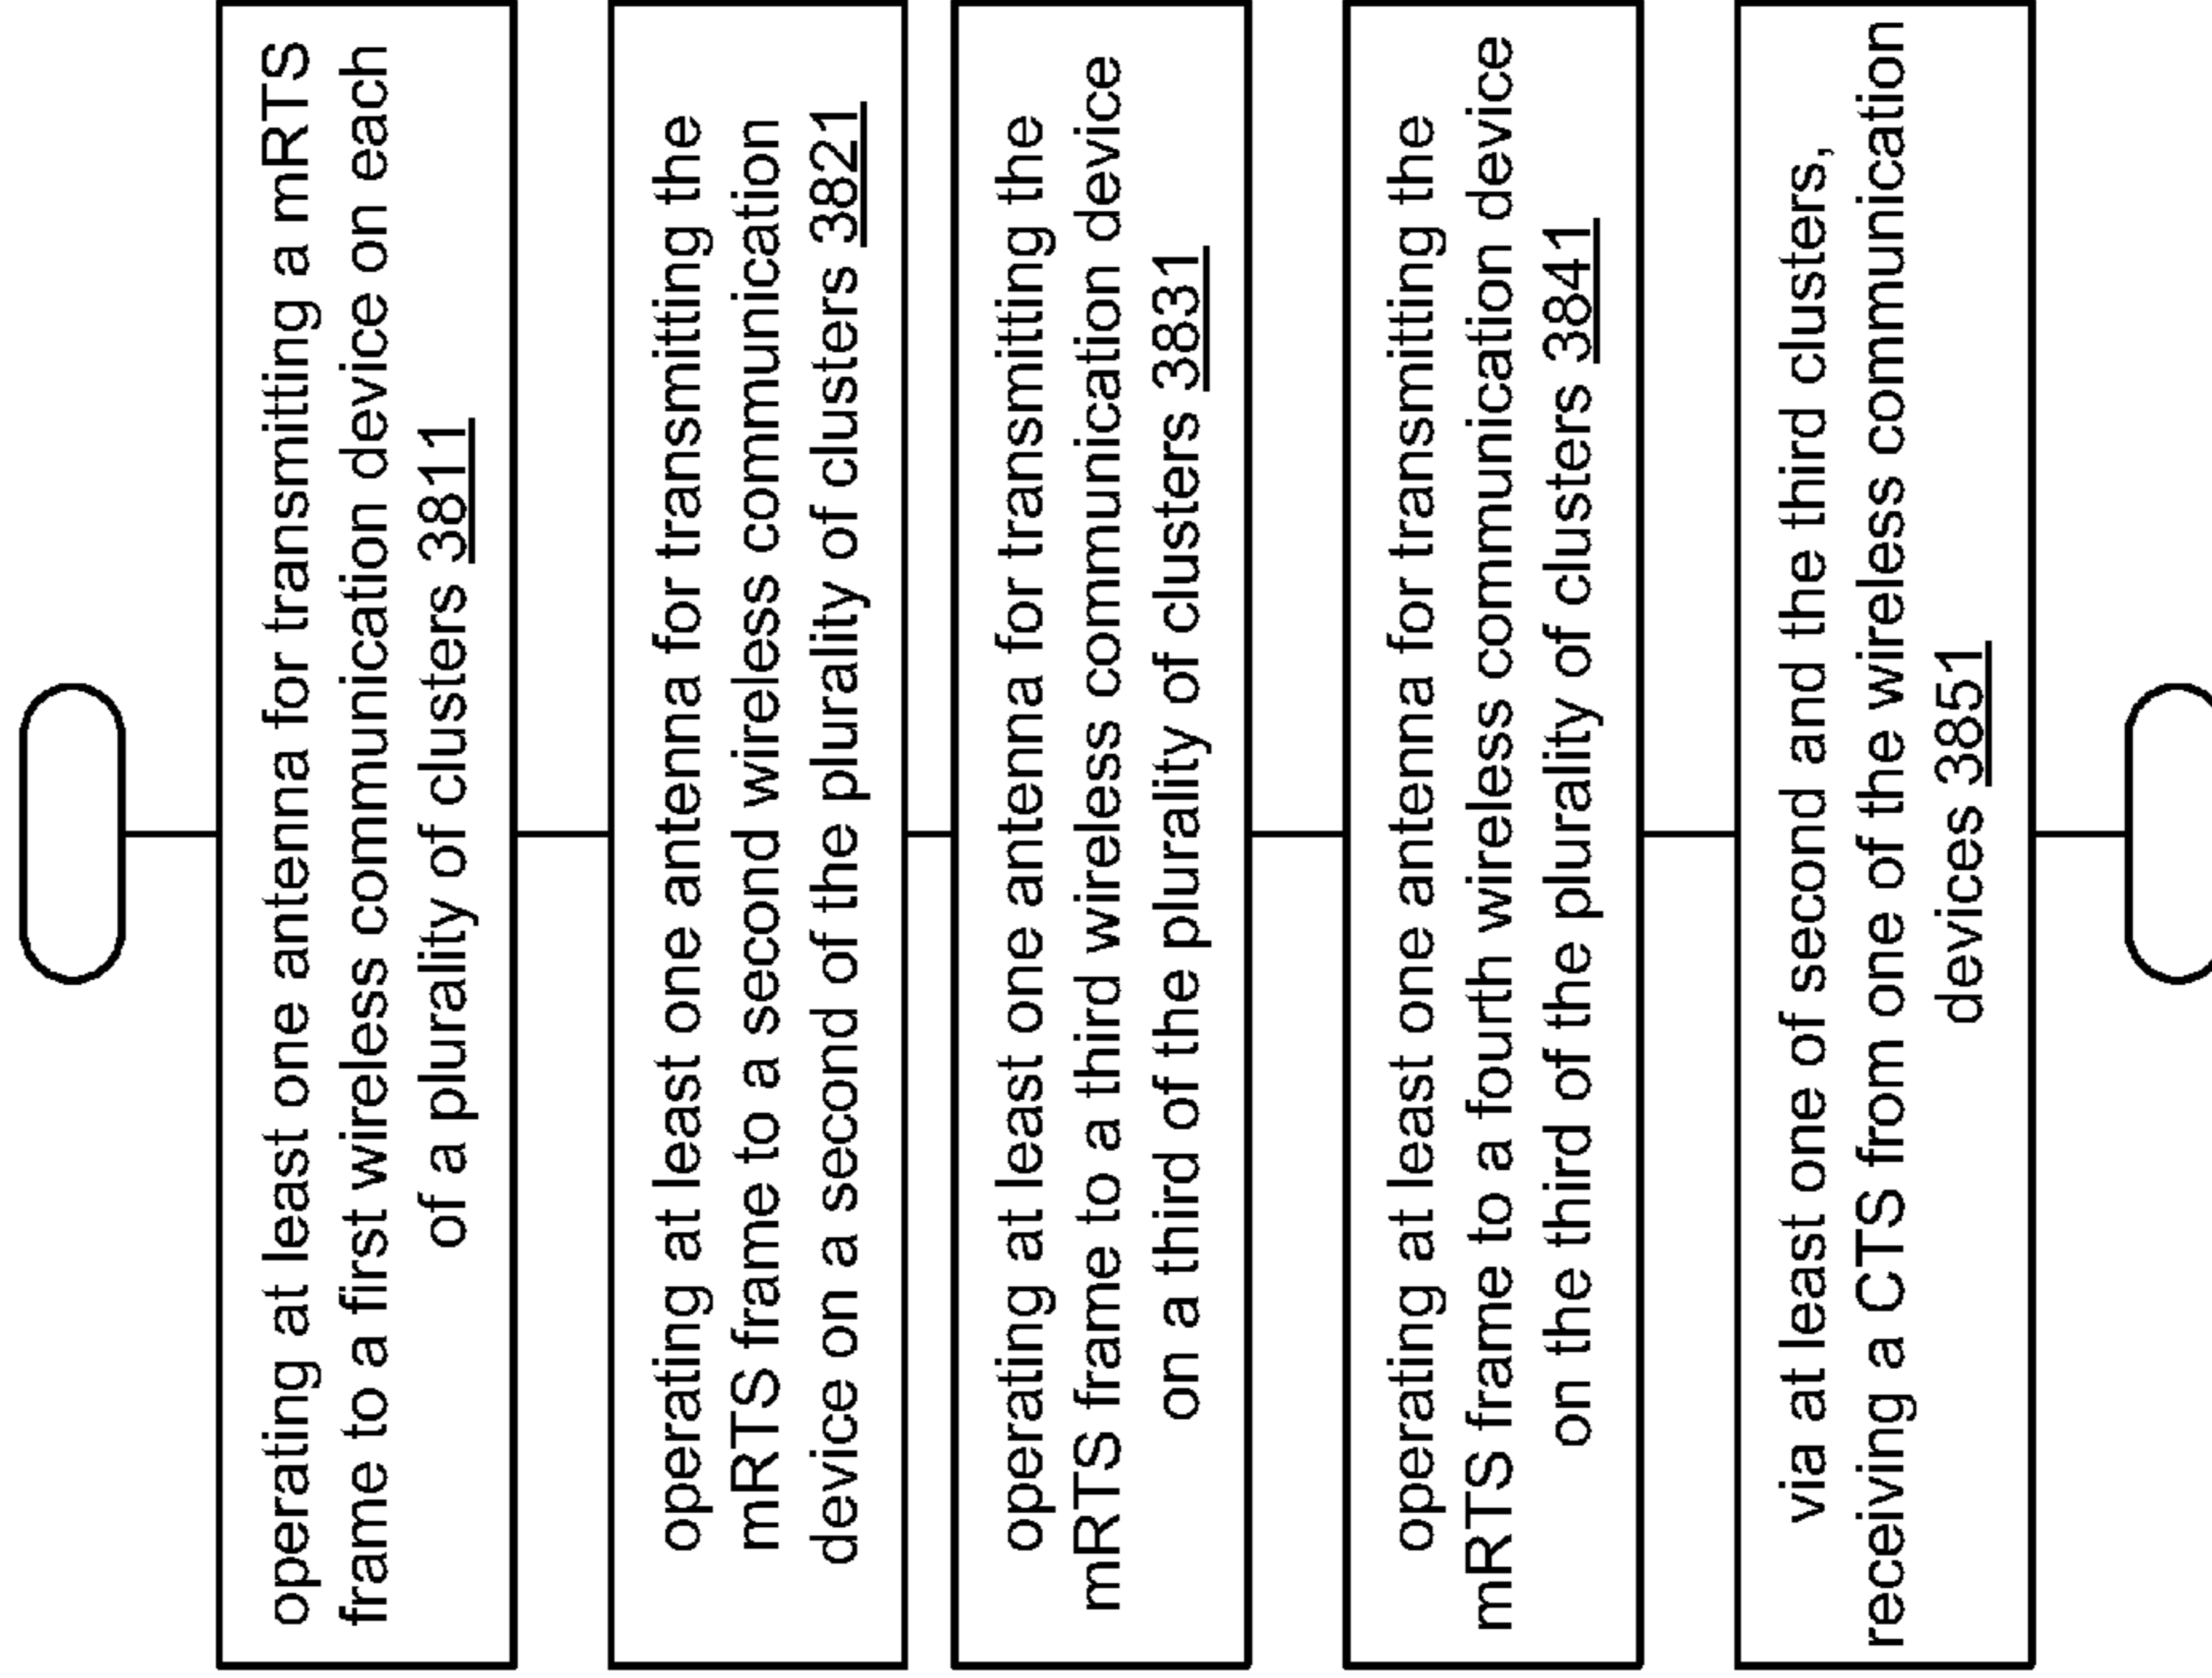 operating at least one antenna for transmitting a mRTS
frame to a first wireless communication device on each
of a plurality of clusters 3811
operating at least one antenna for transmitting the
mRTS frame to a second wireless communication
device on a second of the plurality of clusters 3821
operating at least one antenna for transmitting the
mRTS frame to a third wireless communication device
on a third of the plurality of clusters 3831
operating at least one antenna for transmitting the
mRTS frame to a fourth wireless communication device
on the third of the plurality of clusters 3841
via at least one of second and the third clusters,
receiving a CTS from one of the wireless communication
devices 3851